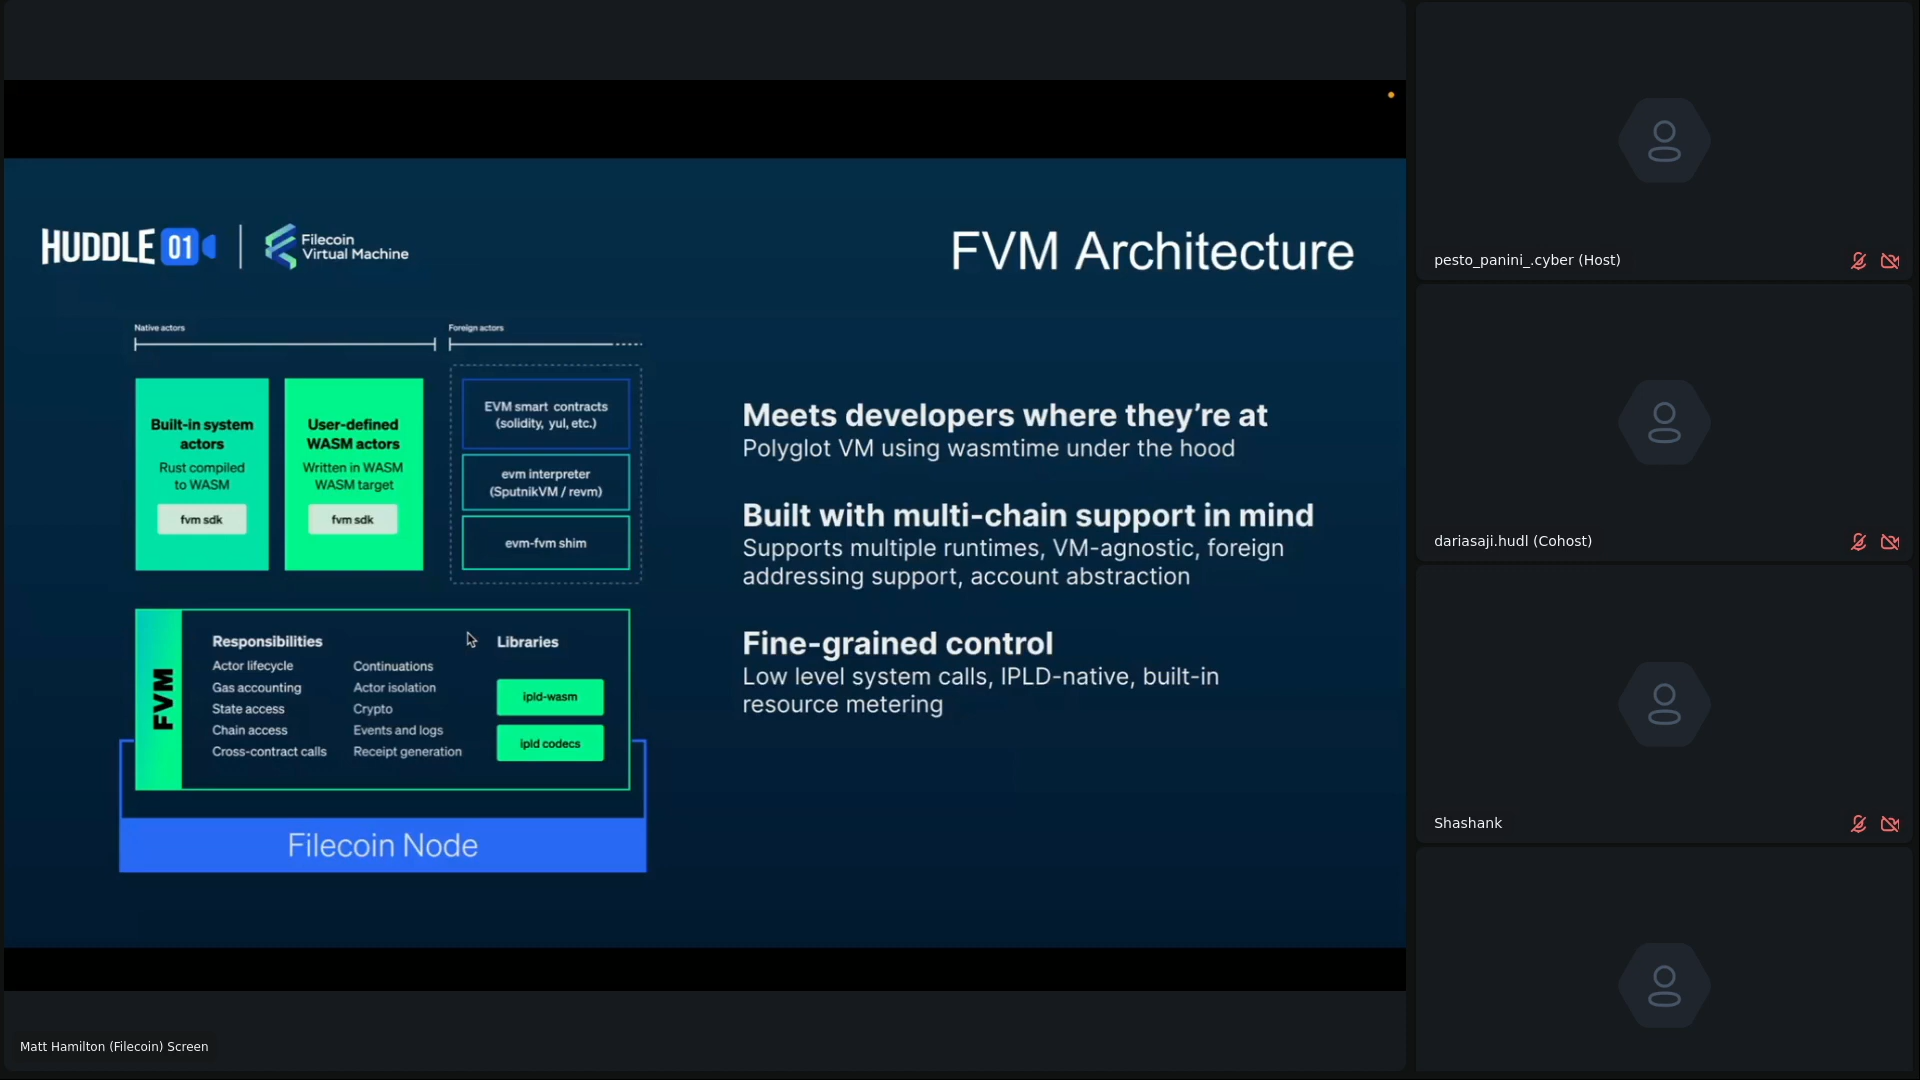 HUDDLE 01
Filecoin
Virtual Machine
FVM Architecture
Native actors
Foreign actors
Built-in system
actors
Rust compiled
to WASM
fvm sdk
User-defined
WASM actors
Written in WASM
WASM target
fvm sdk
EVM smart contracts
(solidity, yul, etc.)
evm interpreter
(SputnikVM / revm)
evm-fvm shim
FVM
Responsibilities
Actor lifecycle
Gas accounting
State access
Chain access
Cross-contract calls
Continuations
Actor isolation
Crypto
Events and logs
Receipt generation
Libraries
ipld-wasm
ipld codecs
Filecoin Node
Meets developers where they’re at
Polyglot VM using wasmtime under the hood
Built with multi-chain support in mind
Supports multiple runtimes, VM-agnostic, foreign
addressing support, account abstraction
Fine-grained control
Low level system calls, IPLD-native, built-in
resource metering
Matt Hamilton (Filecoin) Screen
pesto_panini_.cyber (Host)
dariasaji.hudl (Cohost)
Shashank